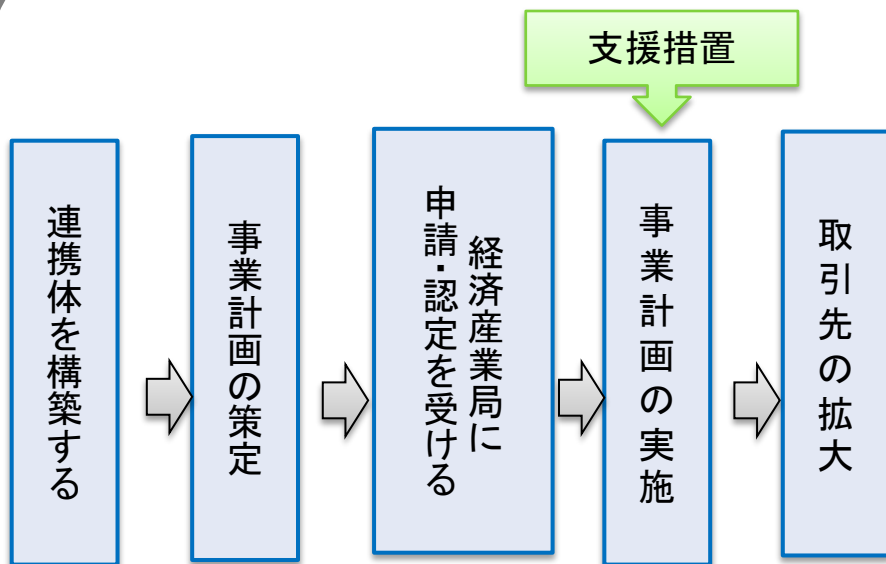 支援措置
連携体を構築する
事業計画の策定
経済産業局に
申請・認定を受ける
事業計画の実施
取引先の拡大